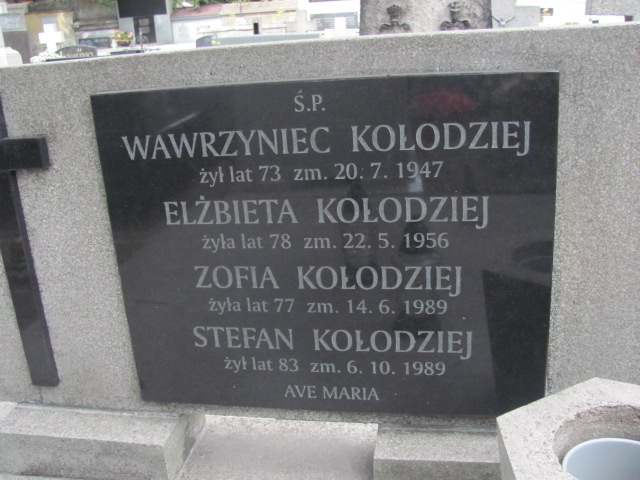 Ś.P.
WAWRZYNIEC KOŁODZIEJ
żył lat 73 zm. 20. 7. 1947
ELŻBIETA KOŁODZIEJ
żyła lat 78 zm. 22. 5. 1956
ZOFIA KOŁODZIEJ
żyła lat 77 zm. 14. 6. 1989
STEFAN KOŁODZIEJ
żył lat 83 zm. 6. 10. 1989
AVE MARIA